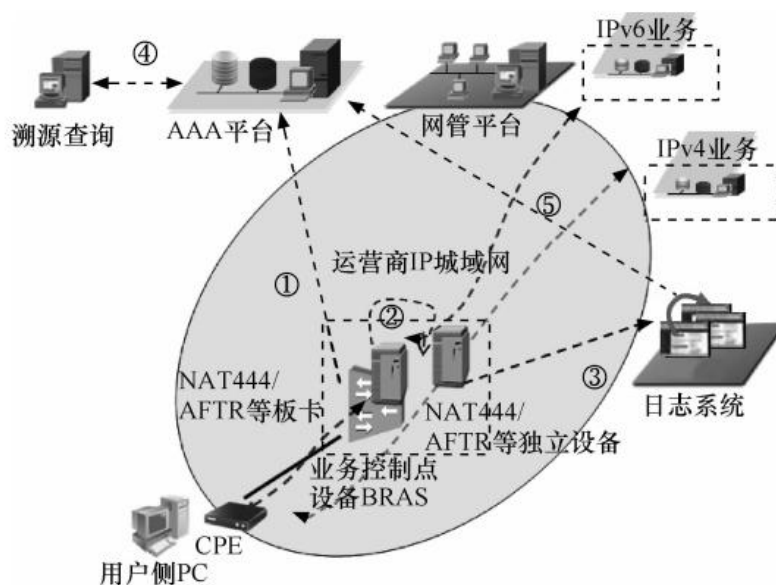 IPv6业务
④
溯源查询
AAA平台
网管平台
IPv4业务
⑤
运营商IP城域网
①
②
③
NAT444/
AFTR等板卡
NAT444/
AFTR等独立设备
日志系统
业务控制点
设备BRAS
CPE
用户侧PC